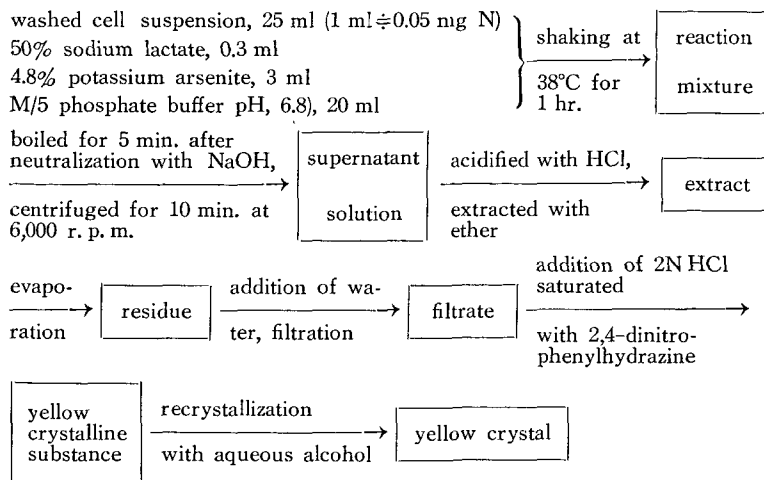 washed cell suspension, 25 ml (1 ml≑0.05 mg N)
50% sodium lactate, 0.3 ml
4.8% potassium arsenite, 3 ml
M/5 phosphate buffer pH, 6.8), 20 ml
shaking at
38°C for
1 hr.
reaction
mixture
boiled for 5 min. after
neutralization with NaOH,
centrifuged for 10 min. at
6,000 r. p. m.
supernatant
solution
acidified with HCl,
extracted with
ether
extract
evapo-
ration
residue
addition of wa-
ter, filtration
filtrate
addition of 2N HCl
saturated
with 2,4-dinitro-
phenylhydrazine
yellow
crystalline
substance
recrystallization
with aqueous alcohol
yellow crystal